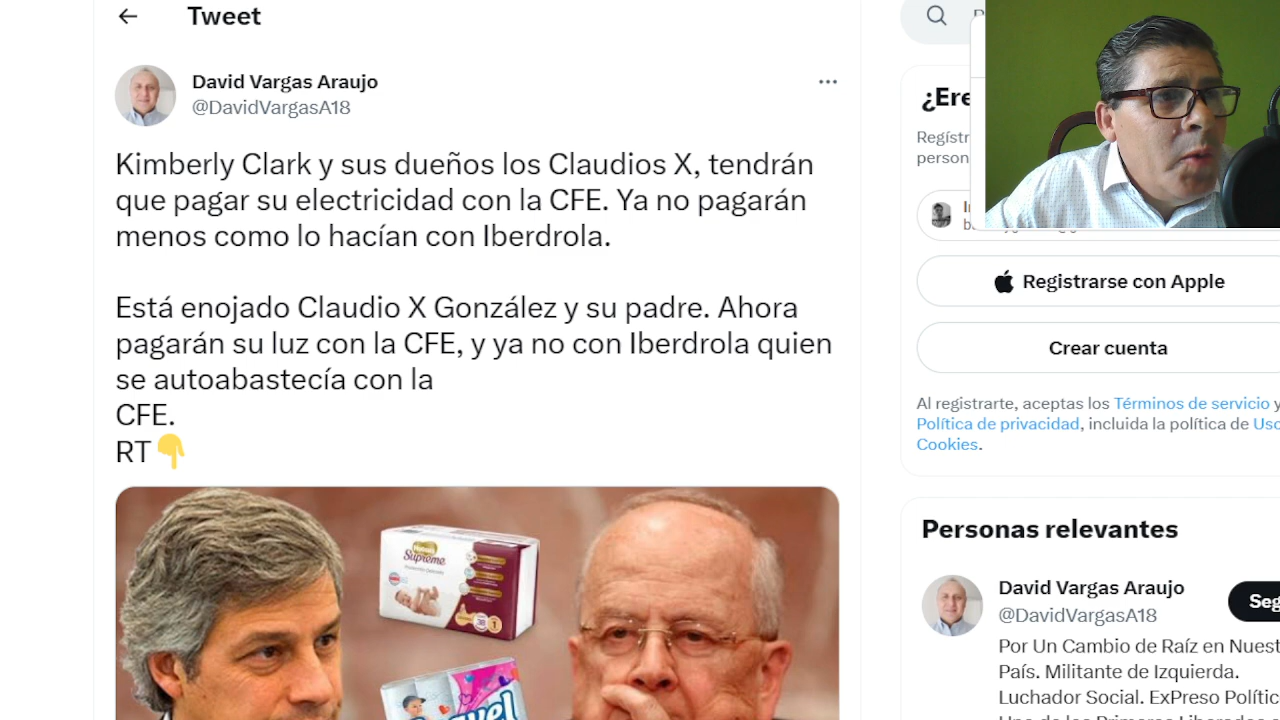 Tweet
David Vargas Araujo
@DavidVargasA18
Kimberly Clark y sus dueños los Claudios X, tendrán
que pagar su electricidad con la CFE. Ya no pagarán
menos como lo hacían con Iberdrola.
Está enojado Claudio X González y su padre. Ahora
pagarán su luz con la CFE, y ya no con Iberdrola quien
se autoabastecía con la
CFE.
RT
Supreme
¿Ere
Regístr
person
Registrarse con Apple
Crear cuenta
Al registrarte, aceptas los Términos de servicio y
Política de privacidad, incluida la política de Uso
Cookies.
Personas relevantes
David Vargas Araujo
@DavidVargasA18
Seg
Por Un Cambio de Raíz en Nuest
País. Militante de Izquierda.
Luchador Social. ExPreso Polític